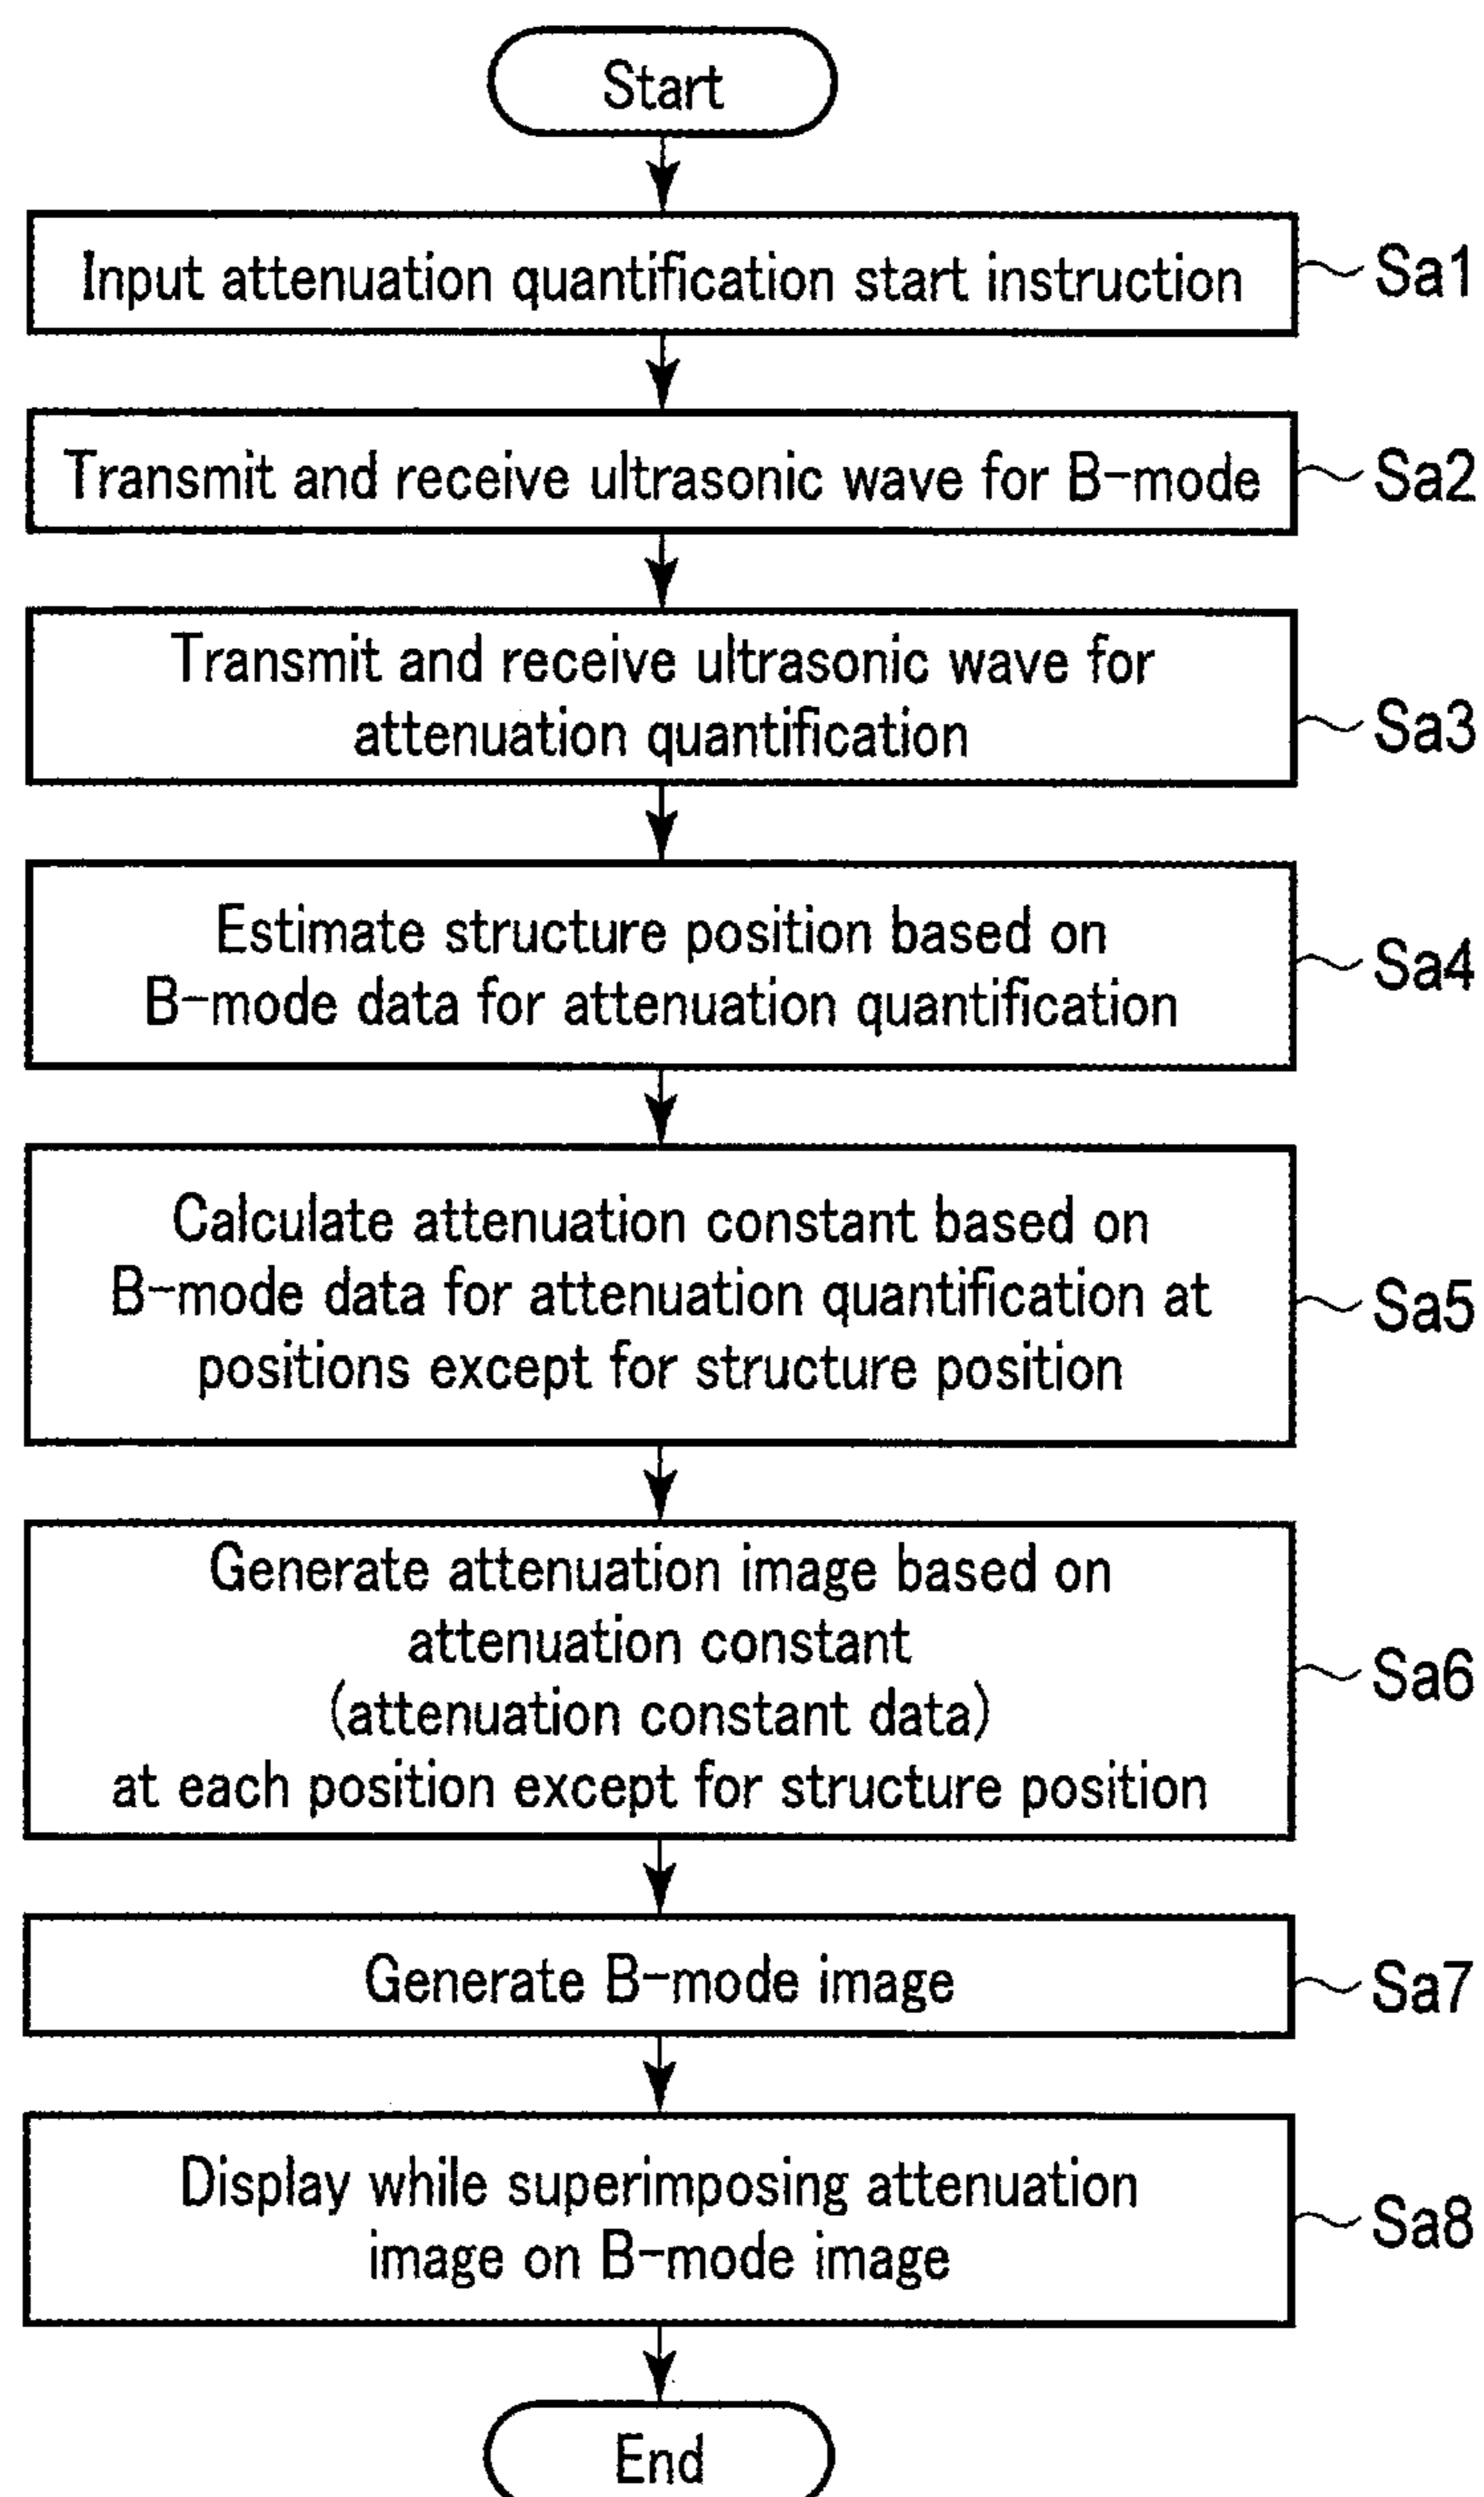 Start
Input attenuation quantification start instruction
Sa1
Transmit and receive ultrasonic wave for B-mode
Sa2
Transmit and receive ultrasonic wave for
attenuation quantification
Sa3
Estimate structure position based on
B-mode data for attenuation quantification
Sa4
Calculate attenuation constant based on
B-mode data for attenuation quantification at
positions except for structure position
Sa5
Generate attenuation image based on
attenuation constant
(attenuation constant data)
at each position except for structure position
Sa6
Generate B-mode image
Sa7
Display while superimposing attenuation
image on B-mode image
Sa8
End